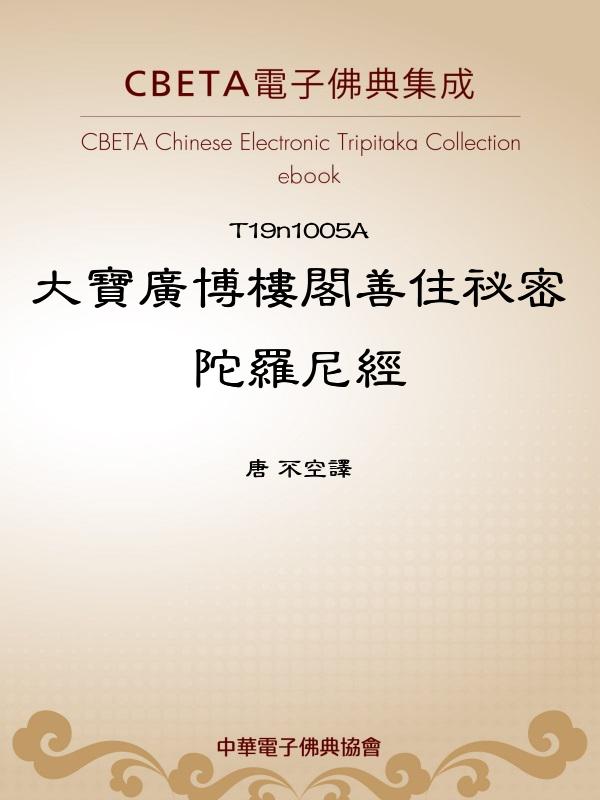 CBETA電子佛典集成
CBETA Chinese Electronic Tripitaka Collection
ebook
T19n1005A
大寶廣博樓閣善住祕密
陀羅尼經
唐 不空譯
中華電子佛典協會